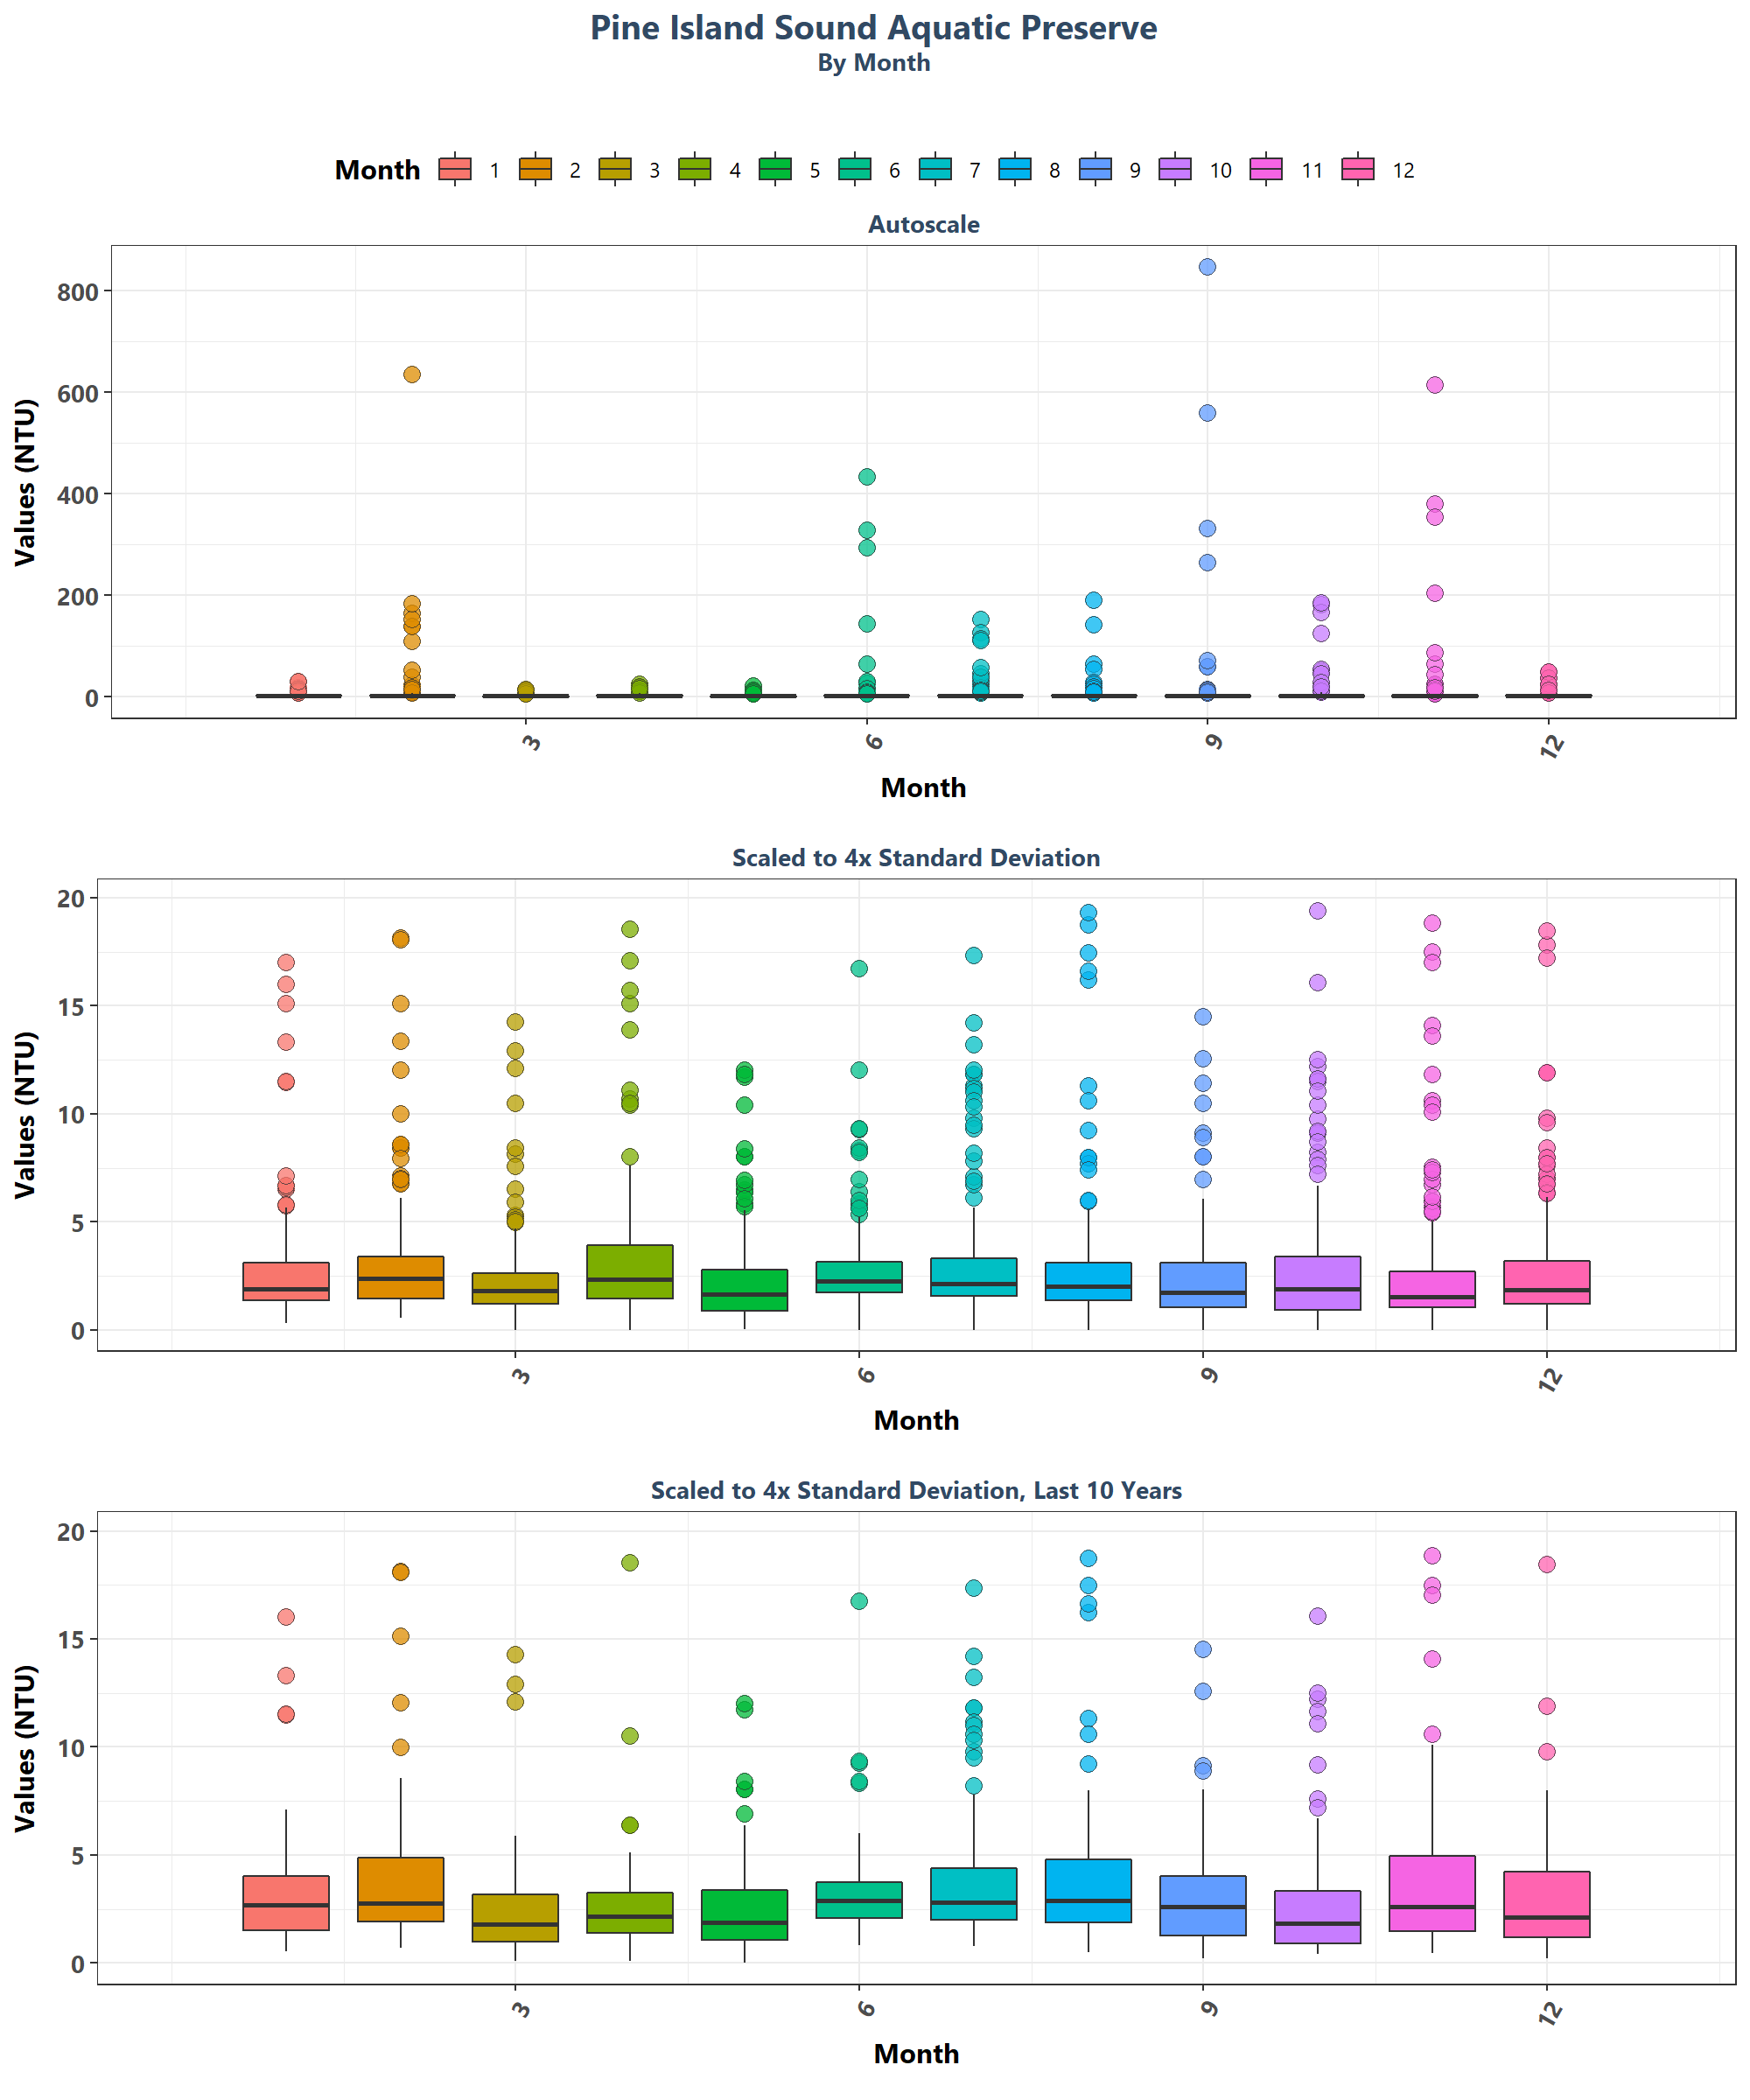 Pine Island Sound Aquatic Preserve
By Month
Month 1 2 3 4 5 6 7 8 9 10 11 12
Autoscale
Values (NTU)
800
600
400
200
0
3 6 9 12
Month
Scaled to 4x Standard Deviation
Values (NTU)
20
15
10
5
0
3 6 9 12
Month
Scaled to 4x Standard Deviation, Last 10 Years
Values (NTU)
20
15
10
5
0
3 6 9 12
Month